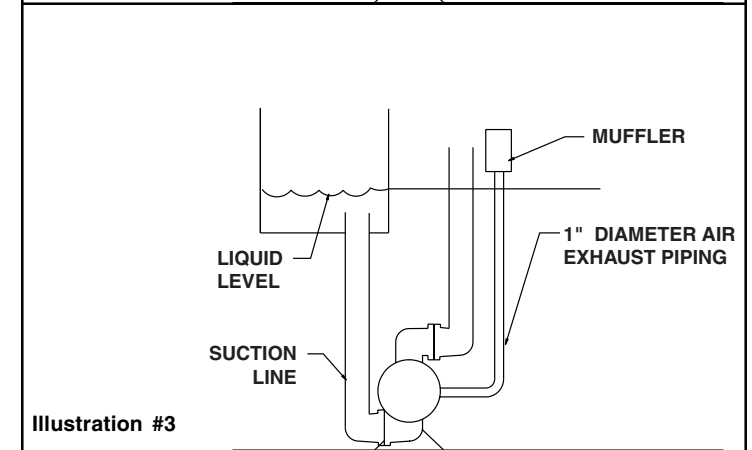 MUFFLER
1" DIAMETER AIR
EXHAUST PIPING
LIQUID
LEVEL
SUCTION
LINE
Illustration #3